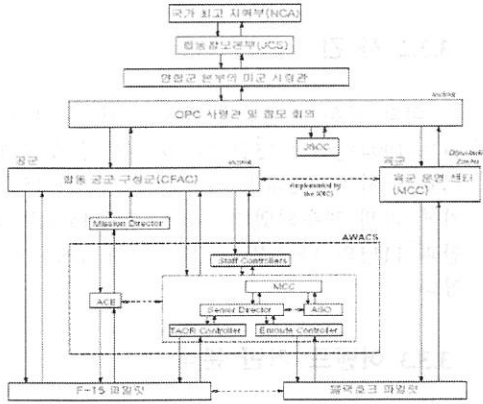 국가 최고 지휘부(NCA)
합동참모본부(JCS)
연합군 본부의 미군 사령관
OPC 사령관 및 참모 회의
JSOC
공군
육군
합동 공군 구성군(CFAC)
(implemented by
육군 운영 센터
(MCC)
Mission Director
AWACS
Staff Controllers
MCC
ACE
Senior Director
ASO
TAOR Controller
Enroute Controller
F-15 파일럿
블랙호크 파일럿